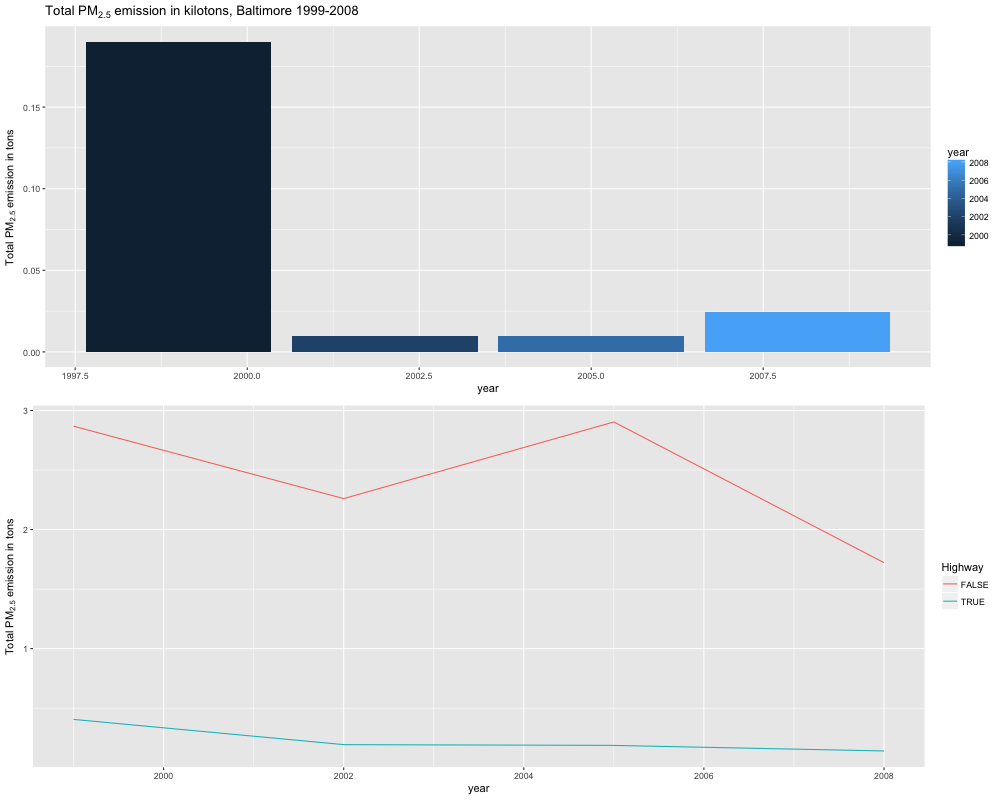 Total PM2.5 emission in kilotons, Baltimore 1999-2008
Total PM2.5 emission in tons
0.15
0.10
0.05
0.00
1997.5 2000.0 2002.5 2005.0 2007.5
year
year
2008
2006
2004
2002
2000
Total PM2.5 emission in tons
3
2
1
2000 2002 2004 2006 2008
year
Highway
FALSE
TRUE